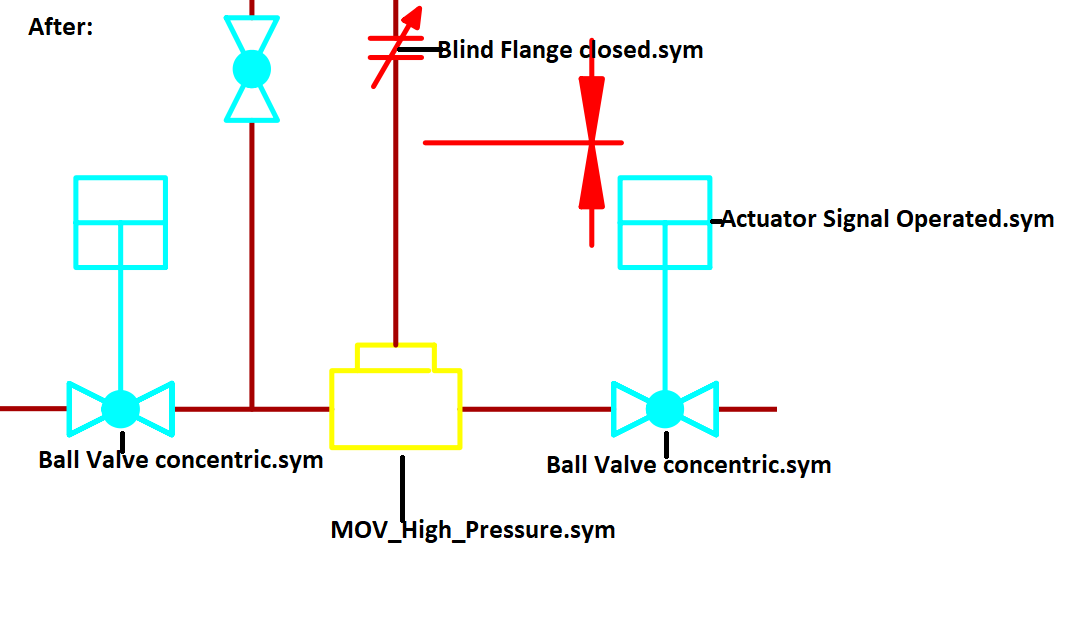 After:
Blind Flange closed.sym
Actuator Signal Operated.sym
Ball Valve concentric.sym
Ball Valve concentric.sym
MOV_High_Pressure.sym